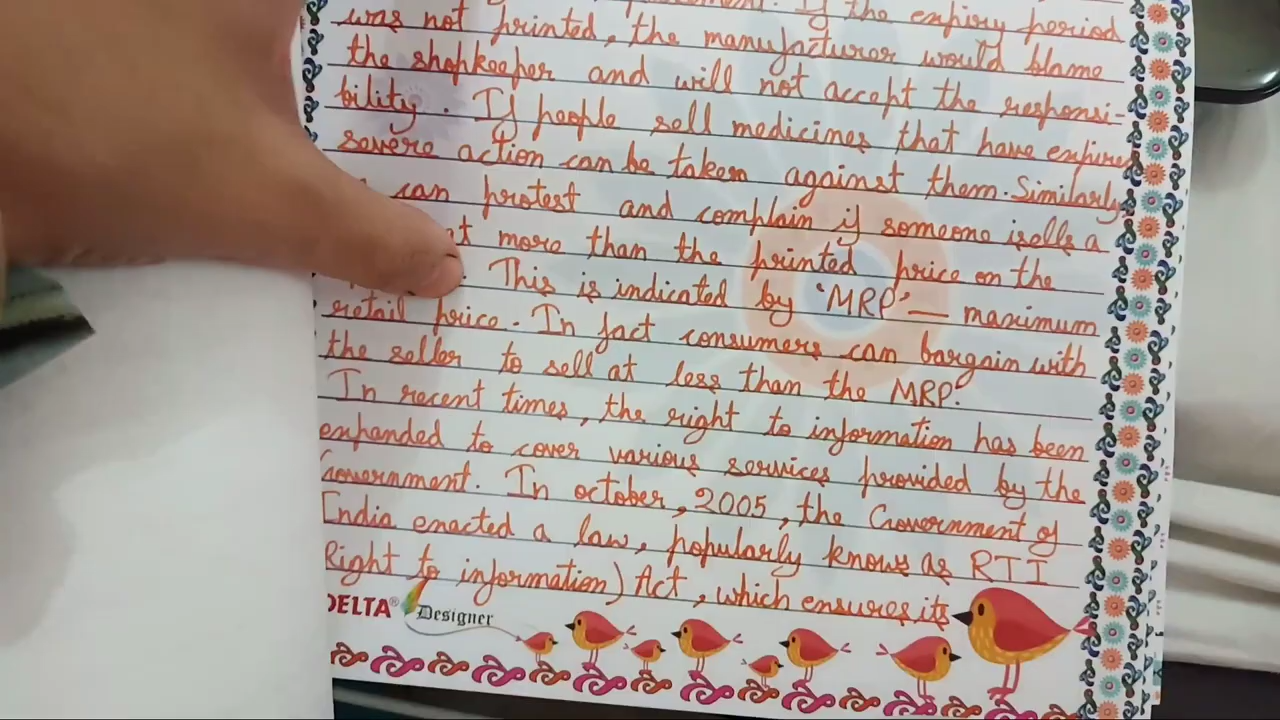 If the expiry period
was not printed, the manufacturer would blame
the shopkeeper and will not accept the responsi-
bility. If people sell medicines that have expired
severe action can be taken against them. Similarly
can protest and complain if someone sells a
more than the printed price on the
This is indicated by 'MRP' — maximum
retail price. In fact consumers can bargain with
the seller to sell at less than the MRP.
In recent times, the right to information has been
expanded to cover various services provided by the
Government. In october, 2005, the Government of
India enacted a law, popularly known as RTI
Right to information) Act, which ensures its
DELTA® Designer